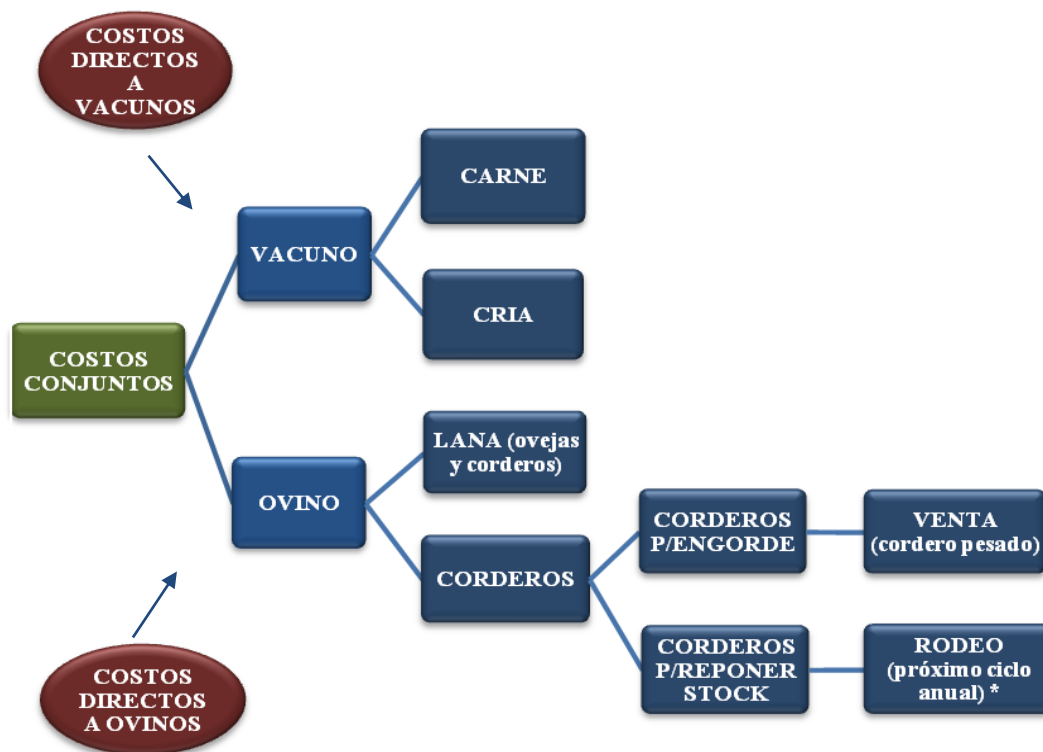 COSTOS
DIRECTOS
A
VACUNOS
CARNE
VACUNO
CRIA
COSTOS
CONJUNTOS
LANA (ovejas
y corderos)
OVINO
CORDEROS
P/ENGORDE
VENTA
(cordero pesado)
CORDEROS
CORDEROS
P/REPONER
STOCK
RODEO
(próximo ciclo
anual) *
COSTOS
DIRECTOS
A OVINOS